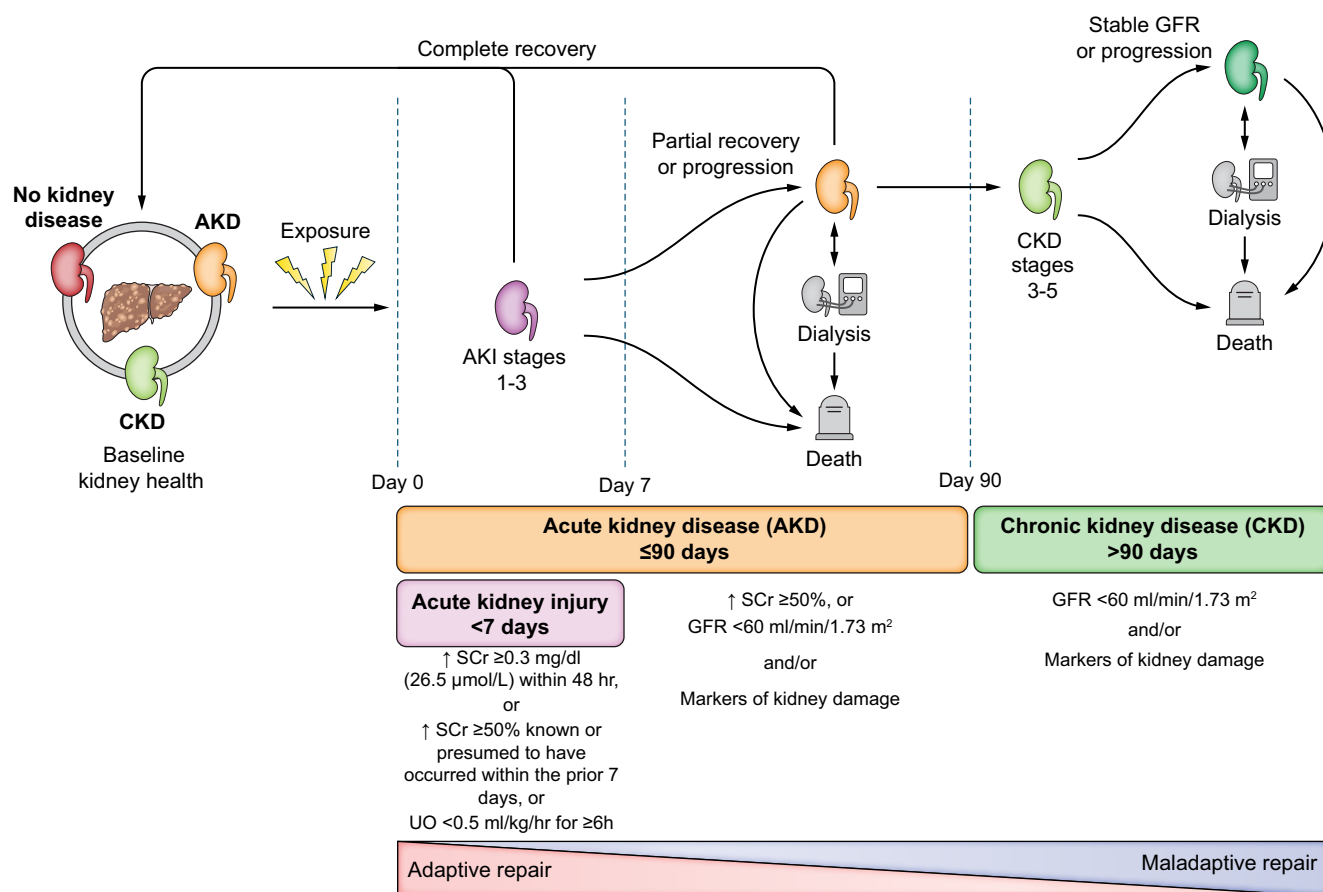 Complete recovery
Stable GFR
or progression
Partial recovery
or progression
No kidney
disease
AKD
Exposure
CKD
Baseline
kidney health
AKI stages
1-3
Dialysis
Death
CKD
stages
3-5
Dialysis
Death
Day 0
Day 7
Day 90
Acute kidney disease (AKD)
≤90 days
Chronic kidney disease (CKD)
>90 days
Acute kidney injury
<7 days
↑ SCr ≥0.3 mg/dl
(26.5 µmol/L) within 48 hr,
or
↑ SCr ≥50% known or
presumed to have
occurred within the prior 7
days, or
UO <0.5 ml/kg/hr for ≥6h
↑ SCr ≥50%, or
GFR <60 ml/min/1.73 m²
and/or
Markers of kidney damage
GFR <60 ml/min/1.73 m²
and/or
Markers of kidney damage
Adaptive repair
Maladaptive repair